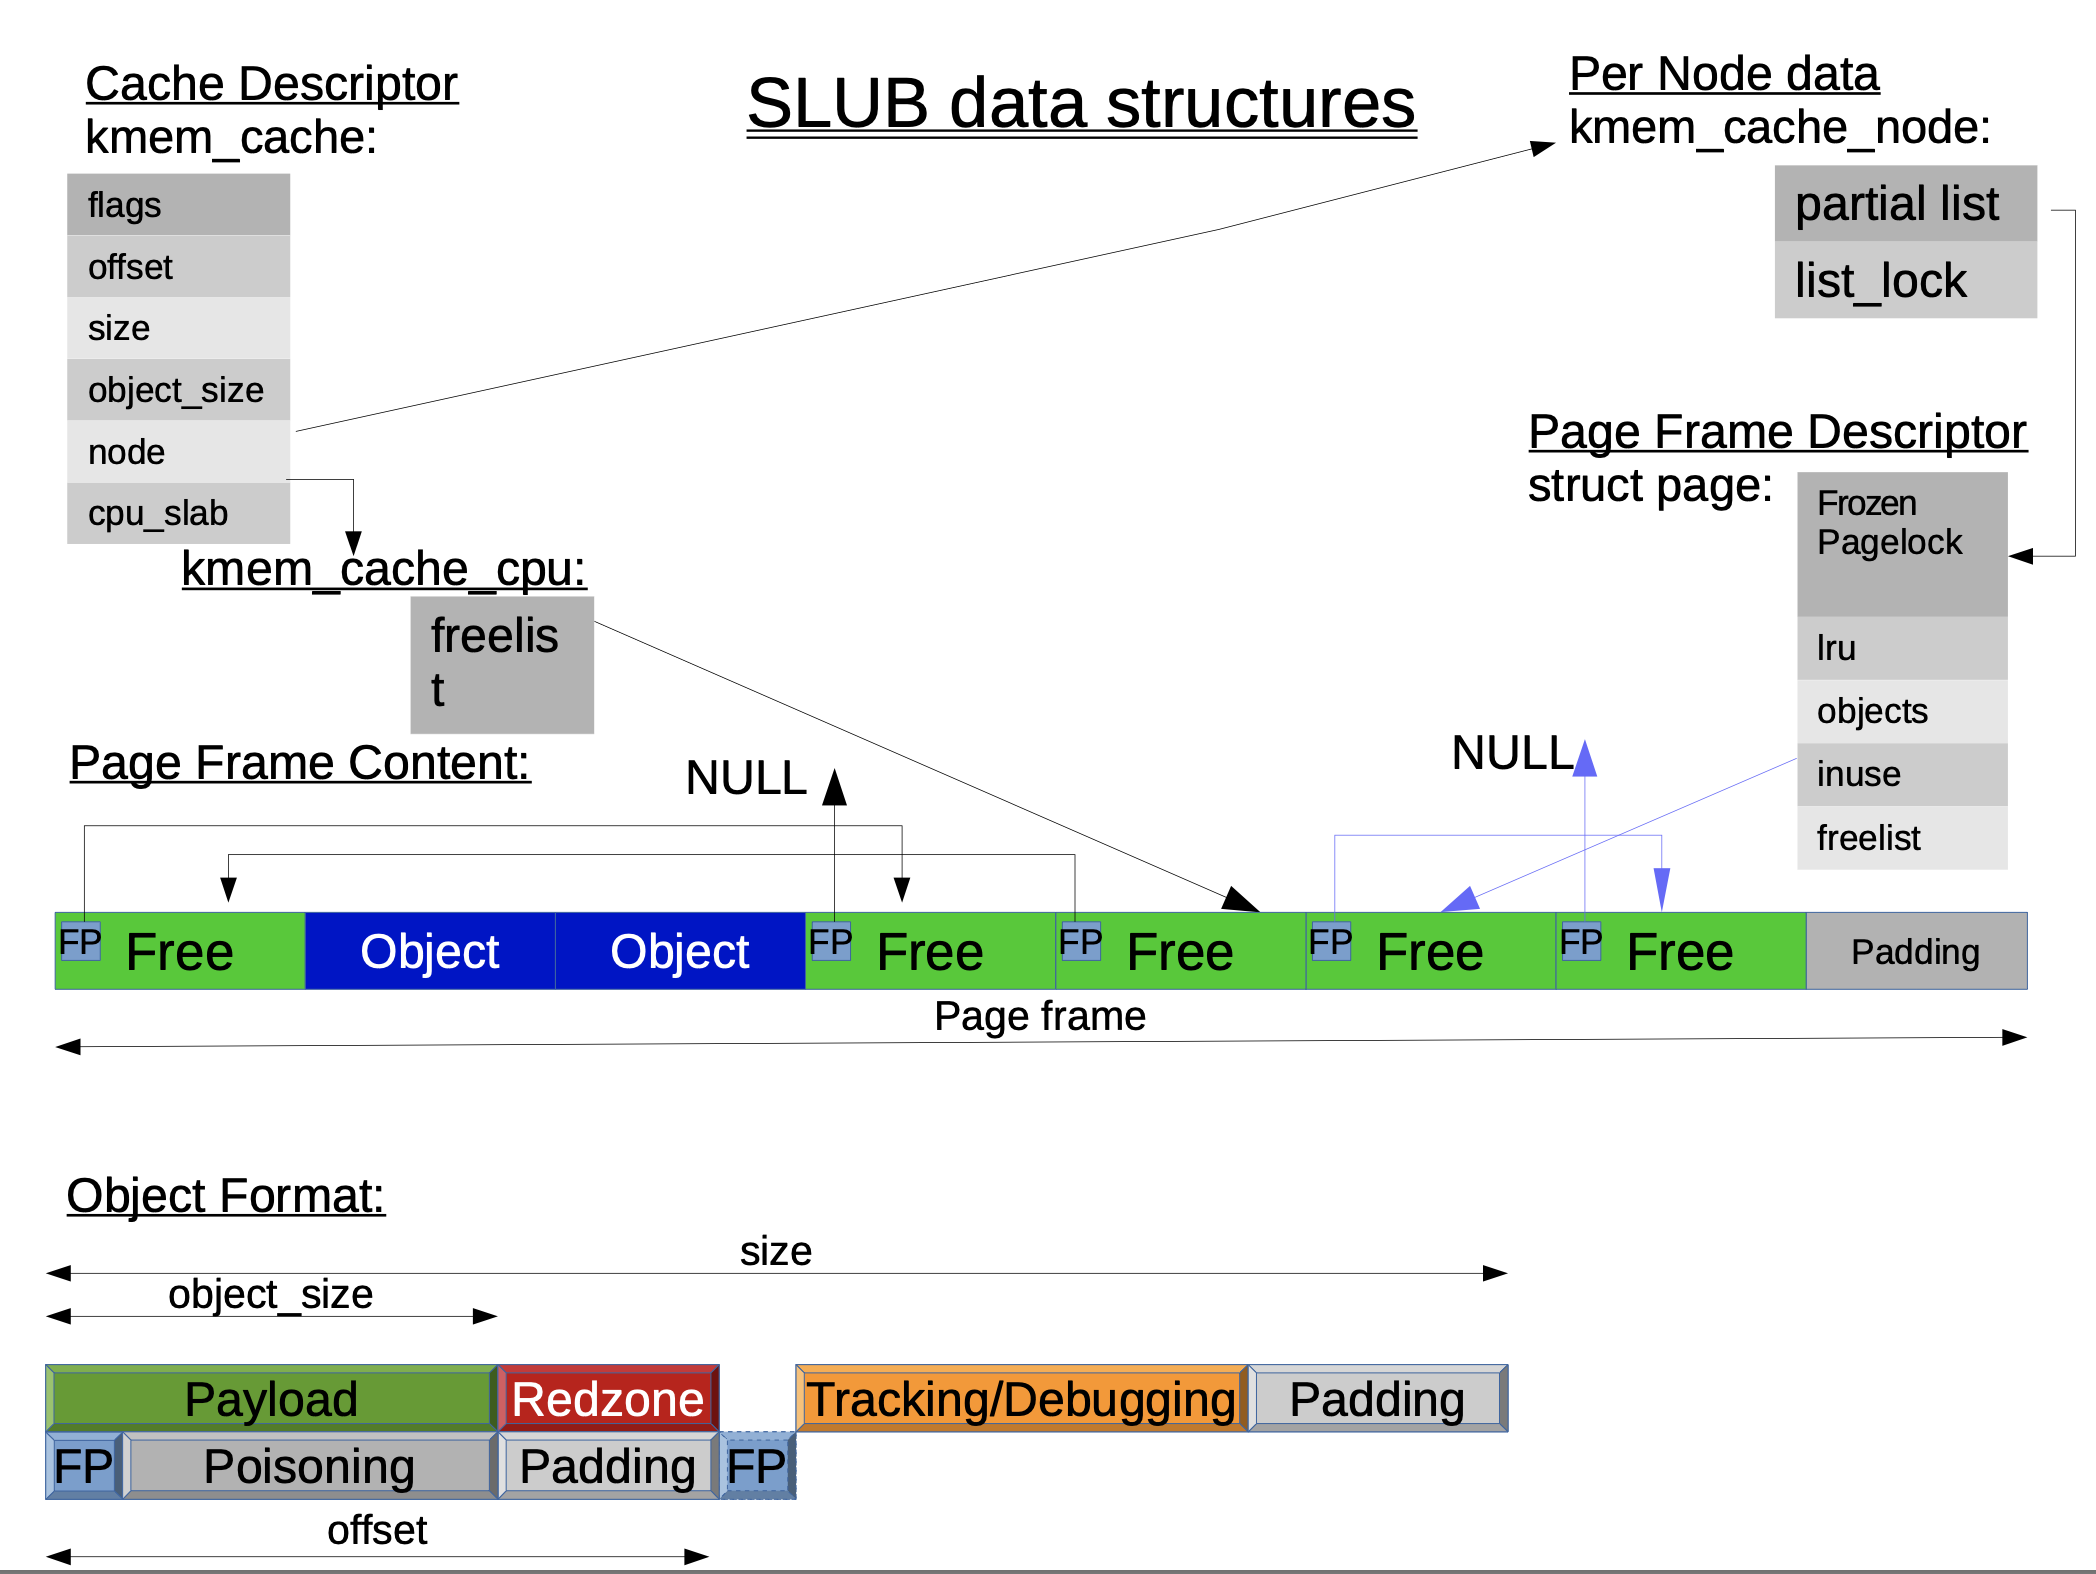 SLUB data structures
Cache Descriptor
kmem_cache:
flags
offset
size
object_size
node
cpu_slab
Per Node data
kmem_cache_node:
partial list
list_lock
kmem_cache_cpu:
freelis
t
Page Frame Descriptor
struct page:
Frozen
Pagelock
lru
objects
inuse
freelist
Page Frame Content:
NULL
NULL
FP Free Object Object FP Free FP Free FP Free FP Free Padding
Page frame
Object Format:
size
object_size
Payload Redzone Tracking/Debugging Padding
FP Poisoning Padding FP
offset